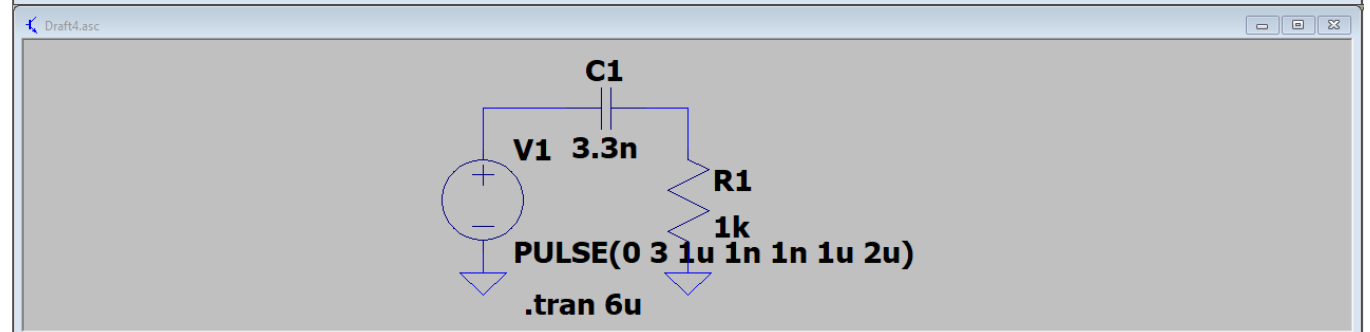 Draft4.asc
C1
V1 3.3n
R1
1k
PULSE(0 3 1u 1n 1n 1u 2u)
.tran 6u